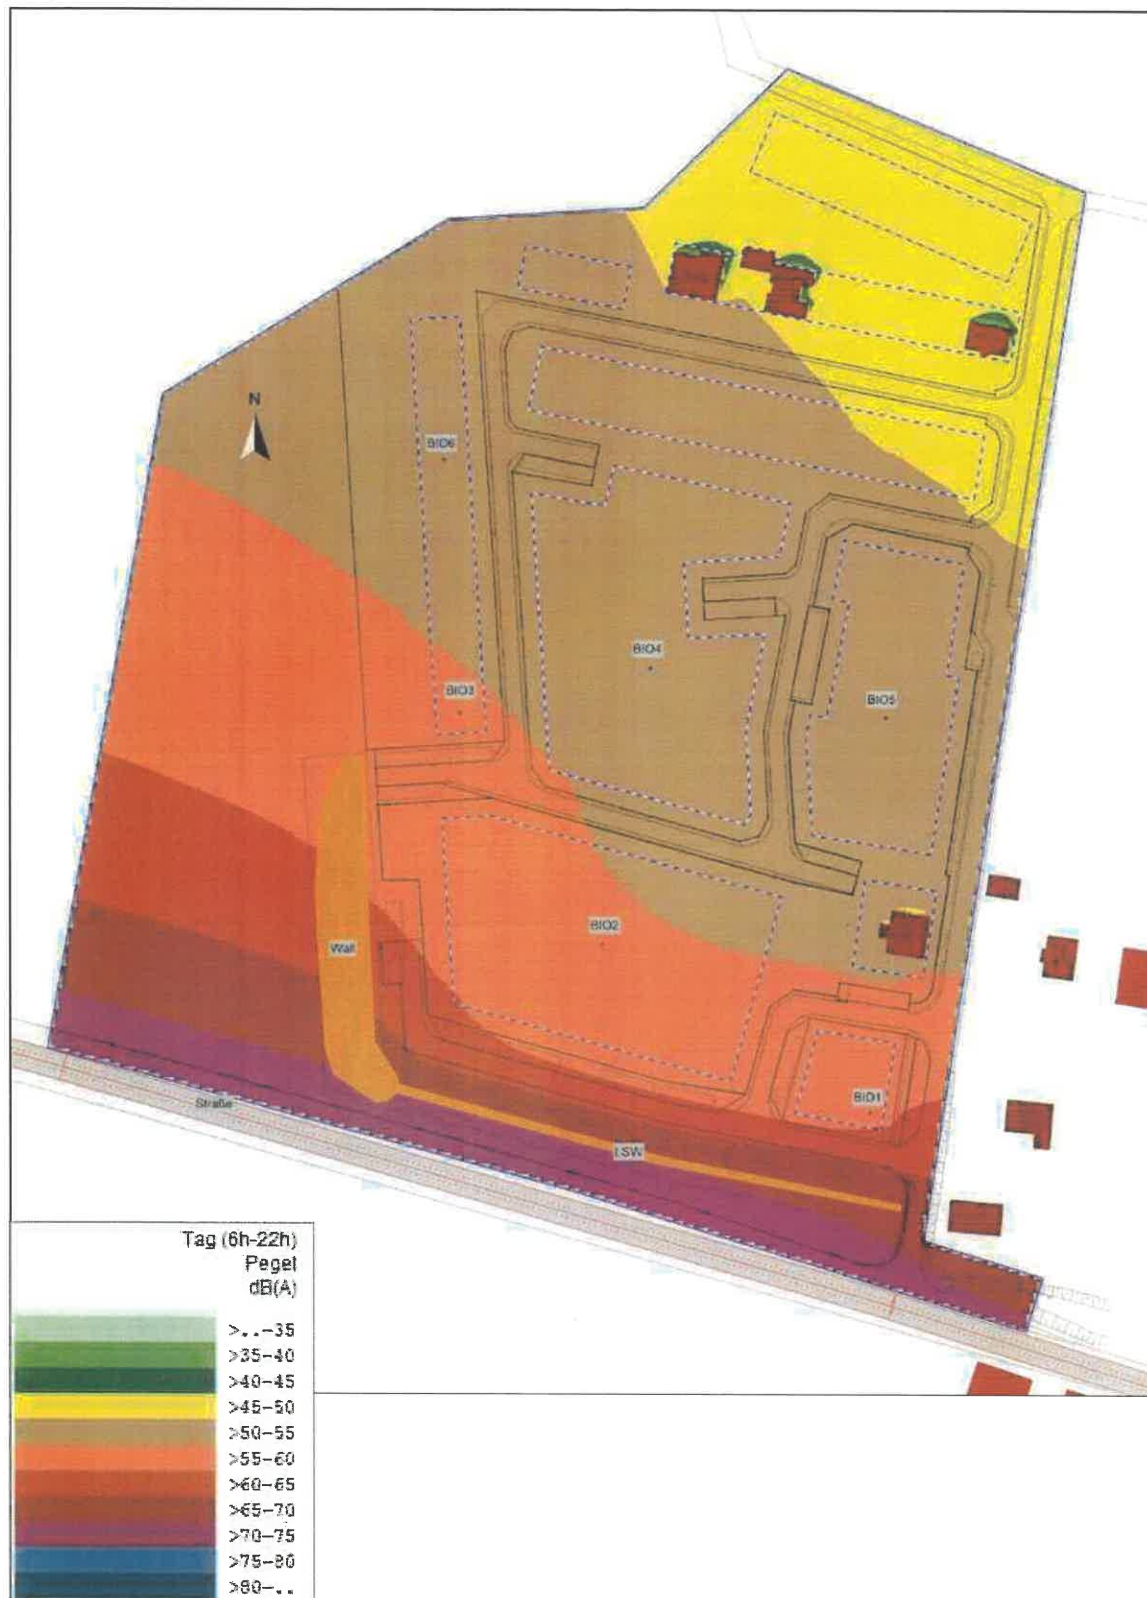 N
BIO6
BIO4
BIO3
BIO5
BIO2
Wall
BIO1
Straße
LSW
Tag (6h-22h)
Pegel
dB(A)
>..-35
>35-40
>40-45
>45-50
>50-55
>55-60
>60-65
>65-70
>70-75
>75-80
>80-..